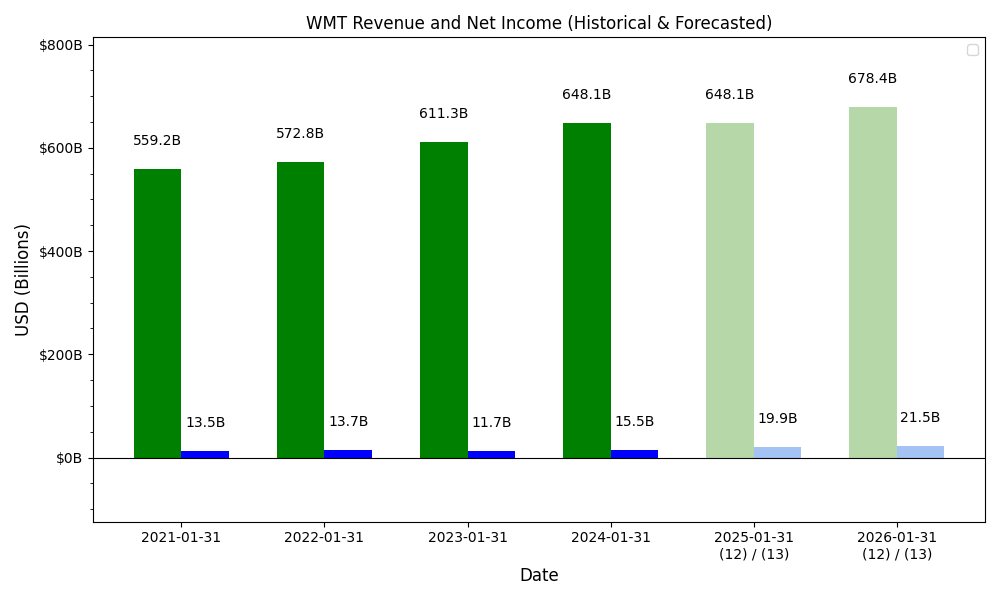 WMT Revenue and Net Income (Historical & Forecasted)
$800B
$600B
$400B
$200B
$0B
USD (Billions)
559.2B
572.8B
611.3B
648.1B
648.1B
678.4B
13.5B
13.7B
11.7B
15.5B
19.9B
21.5B
2021-01-31
2022-01-31
2023-01-31
2024-01-31
2025-01-31
(12) / (13)
2026-01-31
(12) / (13)
Date